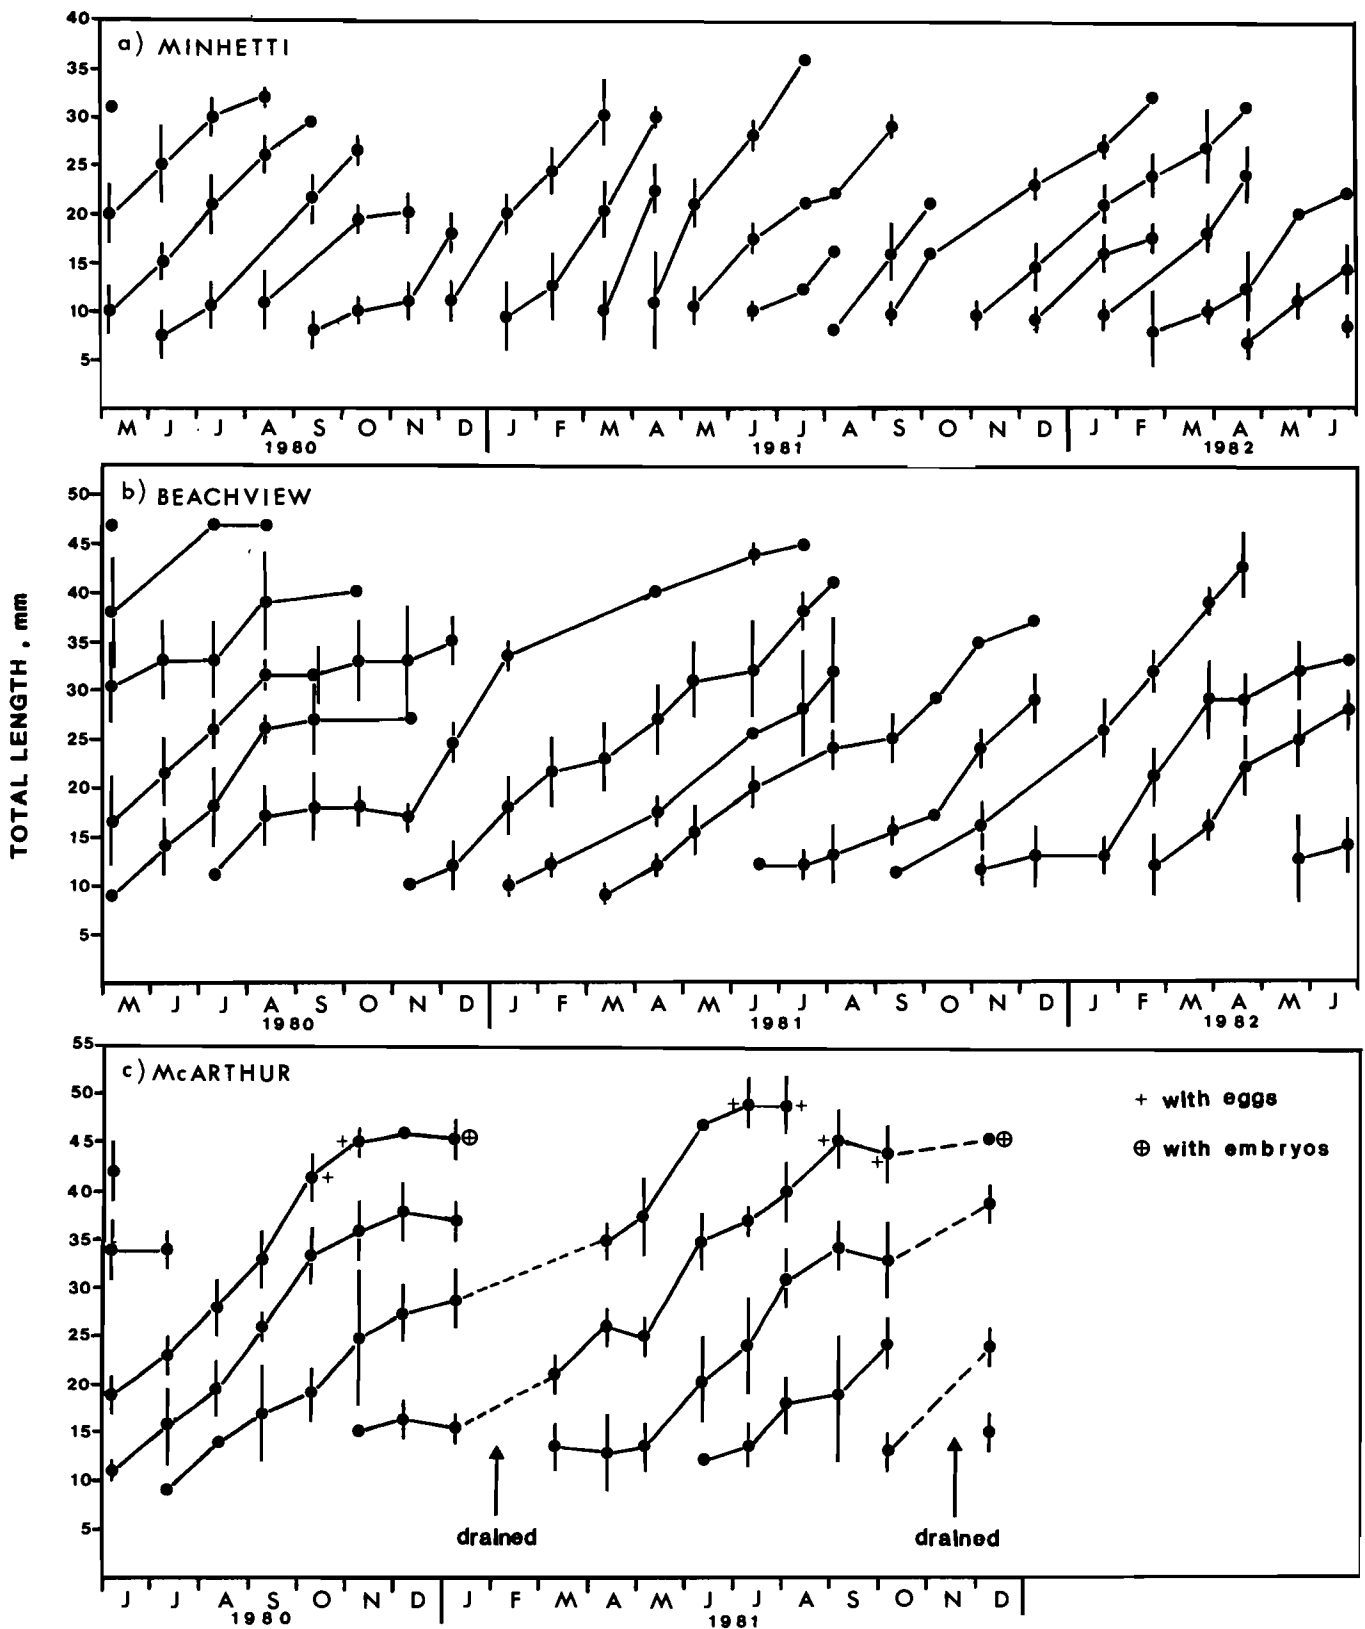 TOTAL LENGTH, mm
a) MINHETTI
40
35
30
25
20
15
10
5
M J J A S O N D J F M A M J J A S O N D J F M A M J
1980 1981 1982
b) BEACHVIEW
50
45
40
35
30
25
20
15
10
5
M J J A S O N D J F M A M J J A S O N D J F M A M J
1980 1981 1982
c) McARTHUR
55
50
45
40
35
30
25
20
15
10
5
+ with eggs
⊕ with embryos
drained drained
J J A S O N D J F M A M J J A S O N D
1980 1981